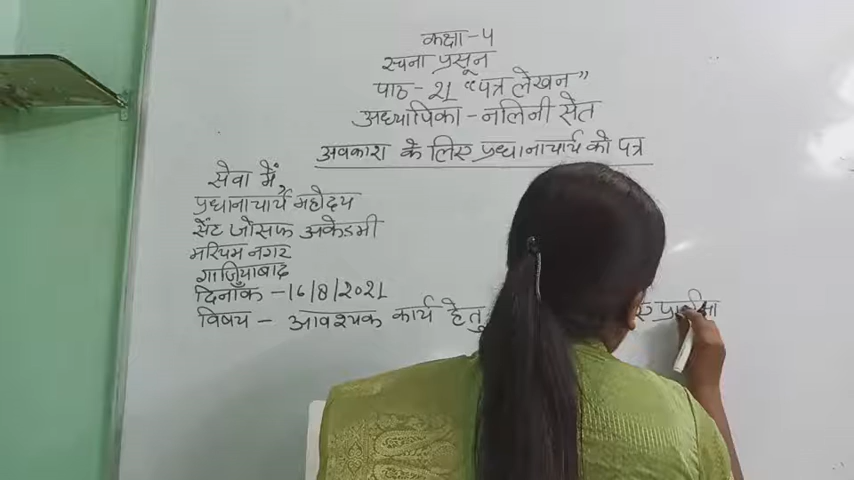 कक्षा-५
रचना प्रसून
पाठ- 21 “पत्र लेखन”
अध्यापिका - नलिनी सेत
अवकाश के लिए प्रधानाचार्य को पत्र
सेवा में,
प्रधानाचार्य महोदय
सेंट जोसफ अकेडमी
मरियम नगर
गाज़ियाबाद
दिनाँक -16/8/2021
विषय - आवश्यक कार्य हेतु